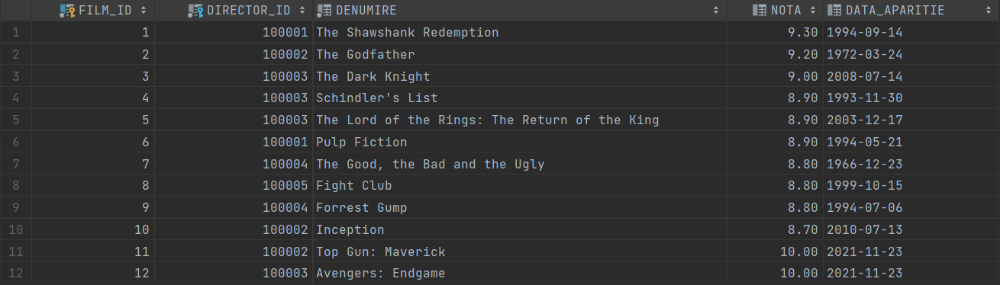 FILM_ID DIRECTOR_ID DENUMIRE NOTA DATA_APARITIE
1 1 100001 The Shawshank Redemption 9.30 1994-09-14
2 2 100002 The Godfather 9.20 1972-03-24
3 3 100003 The Dark Knight 9.00 2008-07-14
4 4 100003 Schindler's List 8.90 1993-11-30
5 5 100003 The Lord of the Rings: The Return of the King 8.90 2003-12-17
6 6 100001 Pulp Fiction 8.90 1994-05-21
7 7 100004 The Good, the Bad and the Ugly 8.80 1966-12-23
8 8 100005 Fight Club 8.80 1999-10-15
9 9 100004 Forrest Gump 8.80 1994-07-06
10 10 100002 Inception 8.70 2010-07-13
11 11 100002 Top Gun: Maverick 10.00 2021-11-23
12 12 100003 Avengers: Endgame 10.00 2021-11-23